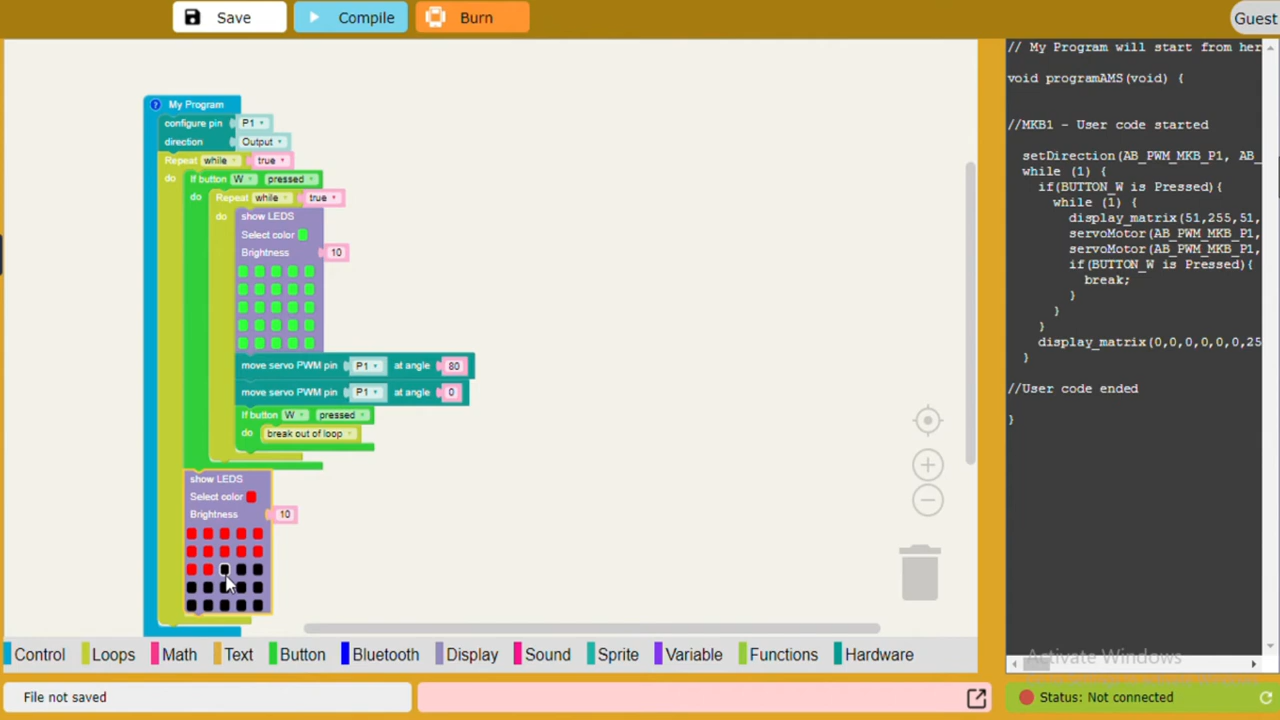 Save Compile Burn Guest
My Program
configure pin P1
direction Output
Repeat while true
do If button W pressed
do Repeat while true
do show LEDS
Select color
Brightness 10
move servo PWM pin P1 at angle 80
move servo PWM pin P1 at angle 0
If button W pressed
do break out of loop
show LEDS
Select color
Brightness 10
// My Program will start from her
void programAMS(void) {
//MKB1 - User code started
setDirection(AB_PWM_MKB_P1, AB_
while (1) {
if(BUTTON_W is Pressed){
while (1) {
display_matrix(51,255,51,
servoMotor(AB_PWM_MKB_P1,
servoMotor(AB_PWM_MKB_P1,
if(BUTTON_W is Pressed){
break;
}
}
}
display_matrix(0,0,0,0,0,0,25
}
//User code ended
}
Control Loops Math Text Button Bluetooth Display Sound Sprite Variable Functions Hardware
Activate Windows
File not saved
Status: Not connected